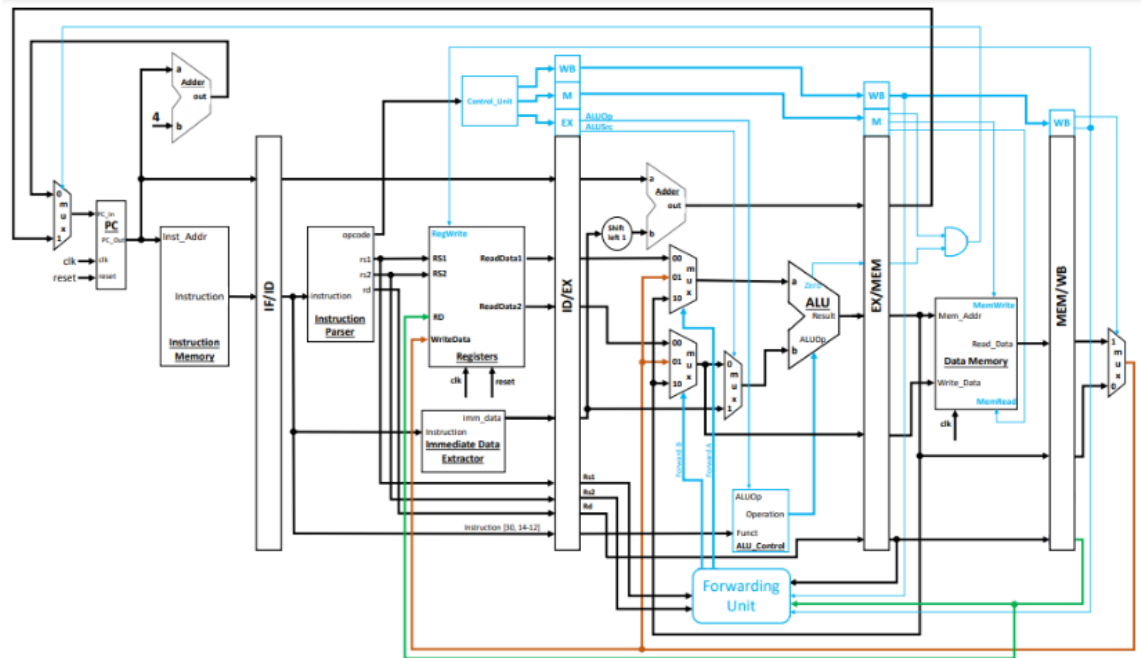 a
Adder
out
4
b
0
m
u
x
1
PC_In
PC
PC_Out
clk
clk
reset
reset
Inst_Addr
Instruction
Instruction
Memory
IF/ID
Control_Unit
opcode
rs1
rs2
rd
Instruction
Instruction
Parser
RegWrite
RS1
RS2
RD
WriteData
ReadData1
ReadData2
Registers
clk
reset
imm_data
Instruction
Immediate Data
Extractor
Instruction [30, 14-12]
WB
M
EX
ID/EX
ALUOp
ALUSrc
a
Adder
out
b
Shift
left 1
00
01
10
m
u
x
00
01
10
m
u
x
0
m
u
x
1
a
Zero
ALU
Result
ALUOp
b
Rs1
Rs2
Rd
Forward B
Forward A
ALUOp
Operation
Funct
ALU_Control
Forwarding
Unit
WB
M
EX/MEM
MemWrite
Mem_Addr
Read_Data
Data Memory
Write_Data
MemRead
clk
WB
MEM/WB
1
m
u
x
0